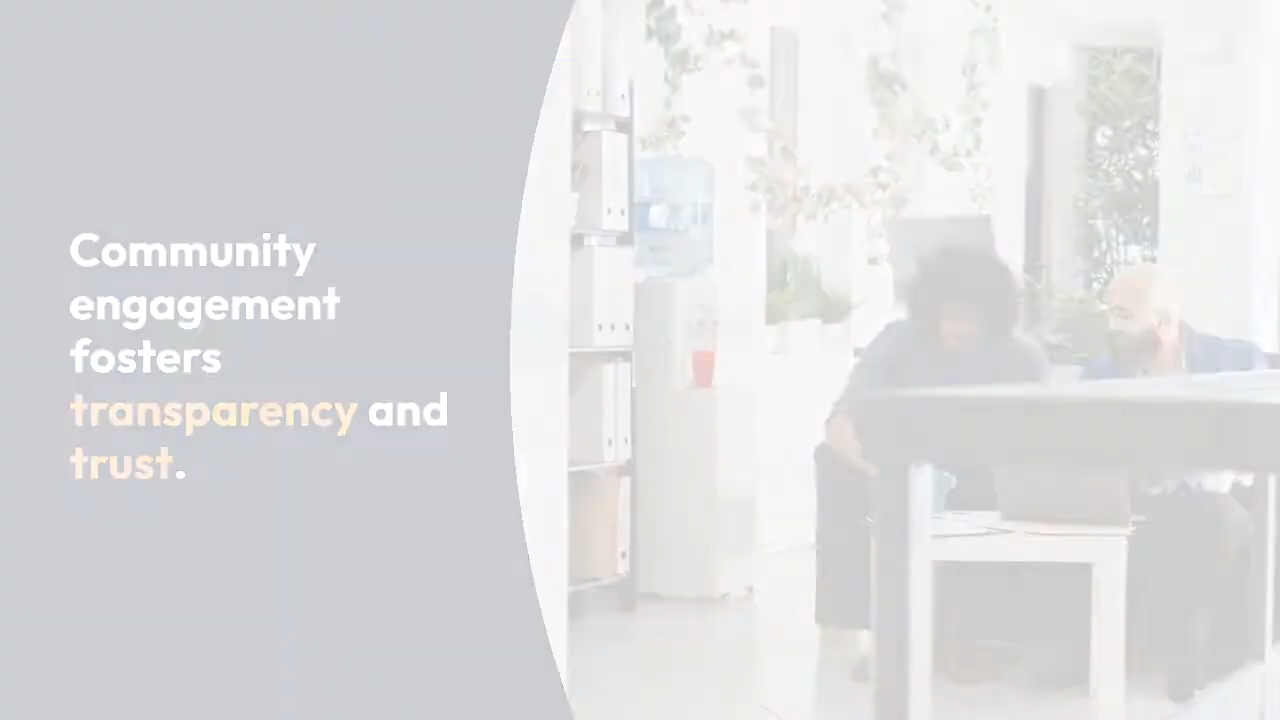 Community
engagement
fosters
transparency and
trust.